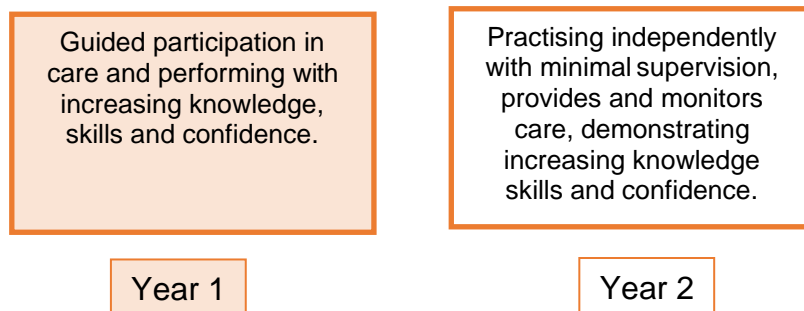 Guided participation in
care and performing with
increasing knowledge,
skills and confidence.
Year 1
Practising independently
with minimal supervision,
provides and monitors
care, demonstrating
increasing knowledge
skills and confidence.
Year 2